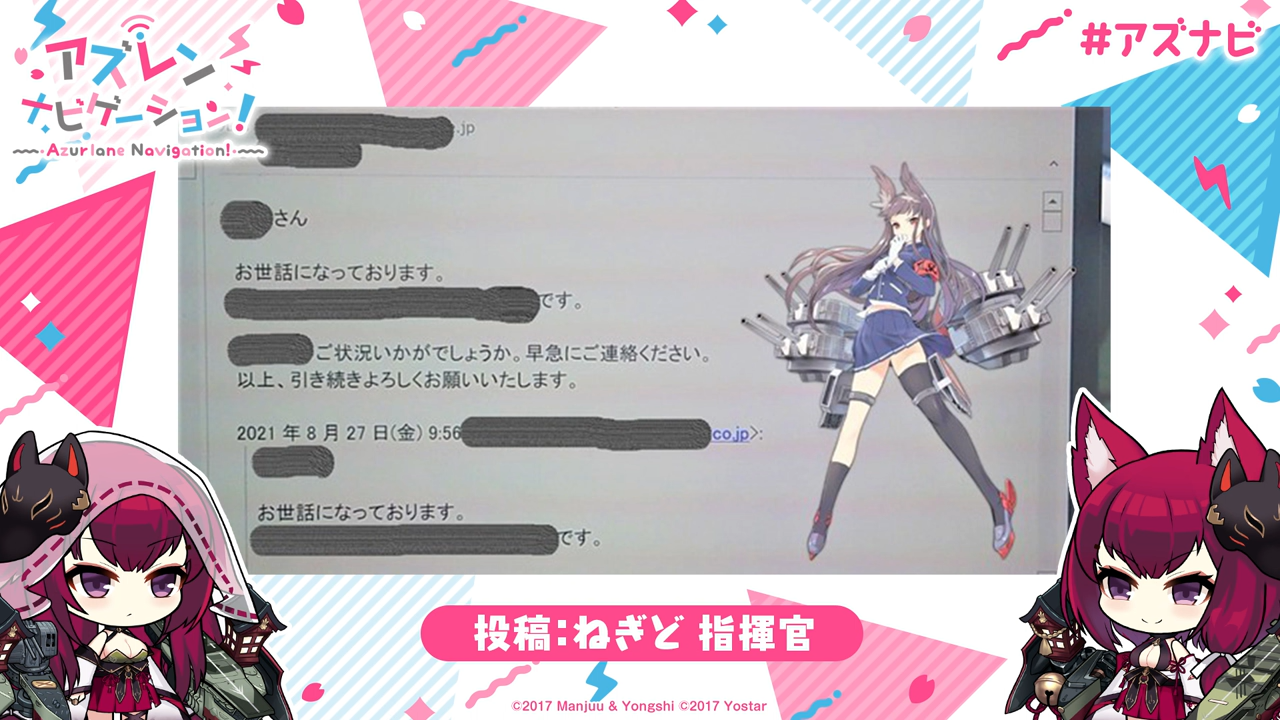 アズレン
ナビゲーション!
Azurlane Navigation!
#アズナビ
.jp
さん
お世話になっております。
です。
ご状況いかがでしょうか。早急にご連絡ください。
以上、引き続きよろしくお願いいたします。
2021 年 8 月 27 日(金) 9:56
co.jp>:
お世話になっております。
です。
投稿:ねぎど 指揮官
©2017 Manjuu & Yongshi ©2017 Yostar